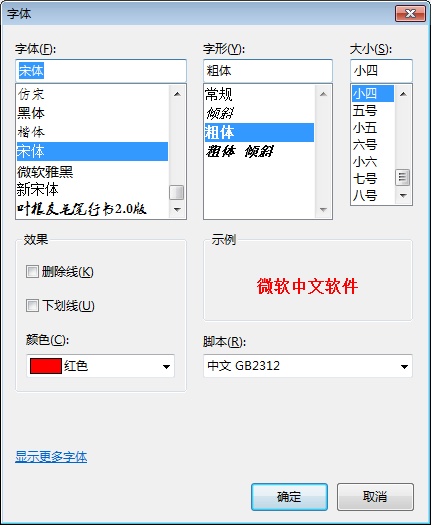 字体
字体(F):
宋体
仿宋
黑体
楷体
宋体
微软雅黑
新宋体
叶根友毛笔行书2.0版
字形(Y):
粗体
常规
倾斜
粗体
粗体 倾斜
大小(S):
小四
小四
五号
小五
六号
小六
七号
八号
效果
删除线(K)
下划线(U)
颜色(C):
红色
示例
微软中文软件
脚本(R):
中文 GB2312
显示更多字体
确定
取消